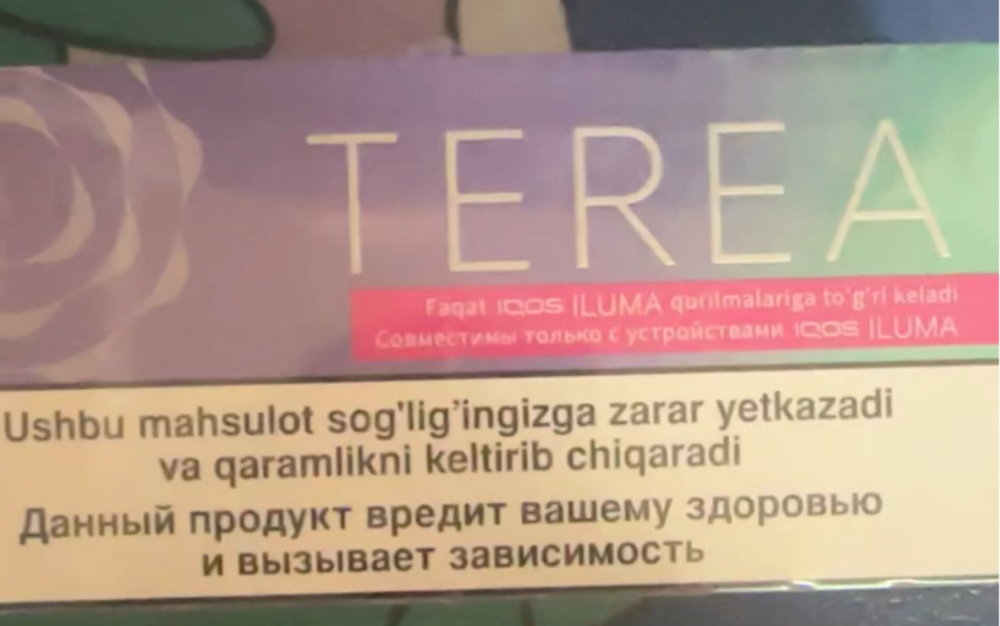 TEREA
Faqat IQOS ILUMA qurilmalariga to'g'ri keladi
Совместимы только с устройствами IQOS ILUMA
Ushbu mahsulot sog'lig’ingizga zarar yetkazadi
va qaramlikni keltirib chiqaradi
Данный продукт вредит вашему здоровью
и вызывает зависимость